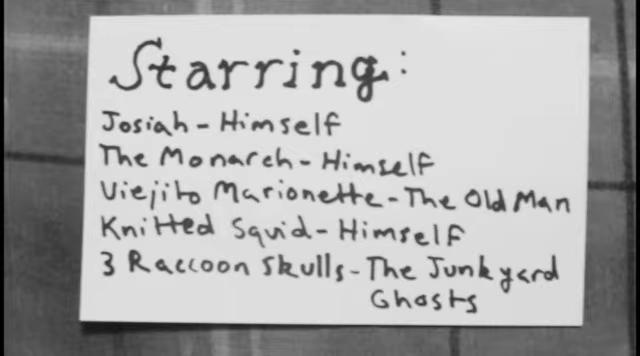 Starring:
Josiah - Himself
The Monarch - Himself
Viejito Marionette - The Old Man
Knitted Squid - Himself
3 Raccoon Skulls - The Junkyard
Ghosts